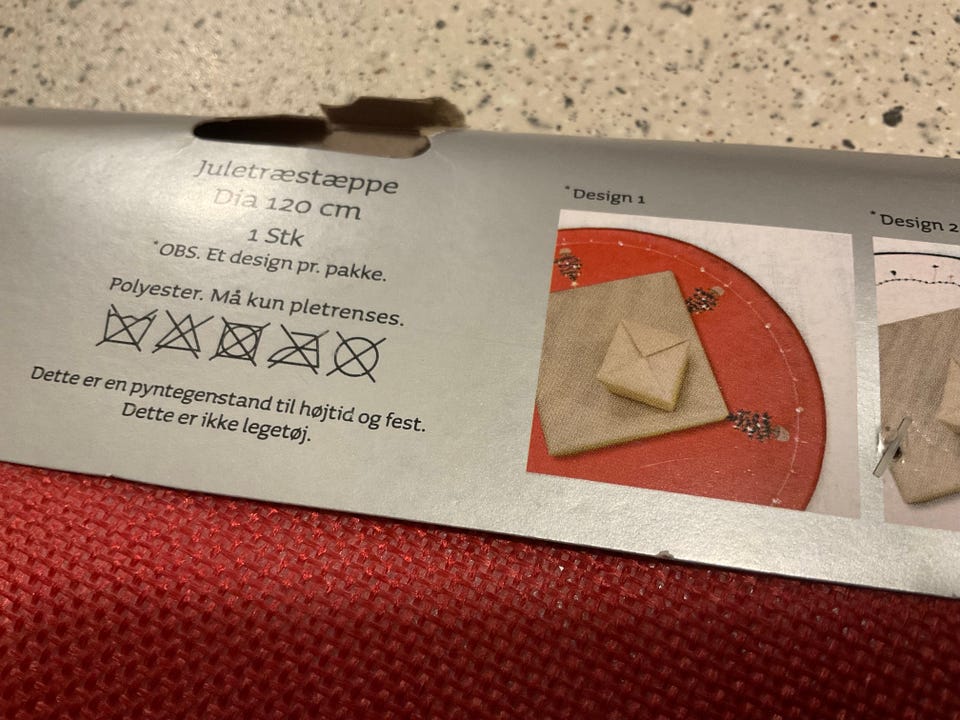 Juletræstæppe
Dia 120 cm
1 Stk
*OBS. Et design pr. pakke.
Polyester. Må kun pletrenses.
Dette er en pyntegenstand til højtid og fest.
Dette er ikke legetøj.
*Design 1
*Design 2